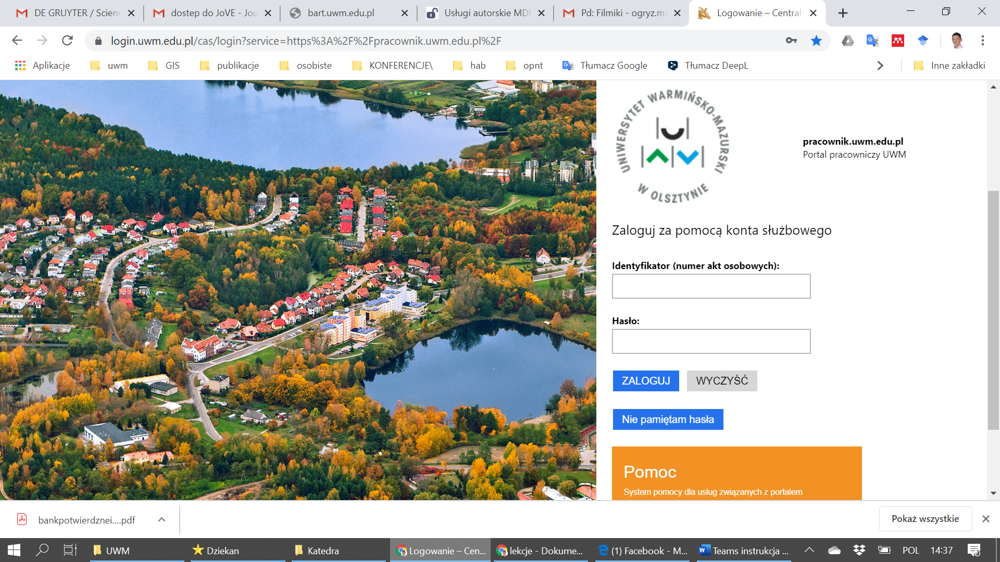 DE GRUYTER / Scienc
dostep do JoVE - Jou
bart.uwm.edu.pl
Usługi autorskie MDP
Pd: Filmiki - ogryz.m
Logowanie – Central
login.uwm.edu.pl/cas/login?service=https%3A%2F%2Fpracownik.uwm.edu.pl%2F
Aplikacje
uwm
GIS
publikacje
osobiste
KONFERENCJE\
hab
opnt
Tłumacz Google
Tłumacz DeepL
Inne zakładki
UNIWERSYTET WARMIŃSKO-MAZURSKI
W OLSZTYNIE
pracownik.uwm.edu.pl
Portal pracowniczy UWM
Zaloguj za pomocą konta służbowego
Identyfikator (numer akt osobowych):
Hasło:
ZALOGUJ
WYCZYŚĆ
Nie pamiętam hasła
Pomoc
System pomocy dla usług związanych z portalem
bankpotwierdznei....pdf
Pokaż wszystkie
UWM
Dziekan
Katedra
Logowanie – Cen...
lekcje - Dokume...
(1) Facebook - M...
Teams instrukcja ...
POL
14:37